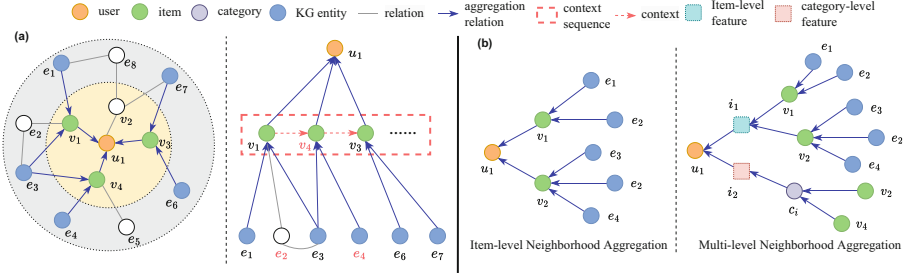 user item category KG entity relation aggregation relation context sequence context Item-level feature category-level feature
(a)
e1 e8 e7
e2 v1 v2 v3
u1
e3 v4 e6
e4 e5
u1
v1 v4 v3 ......
e1 e2 e3 e4 e6 e7
(b)
e1
v1 e2
u1 e3
v2 e2
e4
Item-level Neighborhood Aggregation
e1
e2
i1 v1
e3
e2
u1 v2
e4
i2
ci v2
v4
Multi-level Neighborhood Aggregation